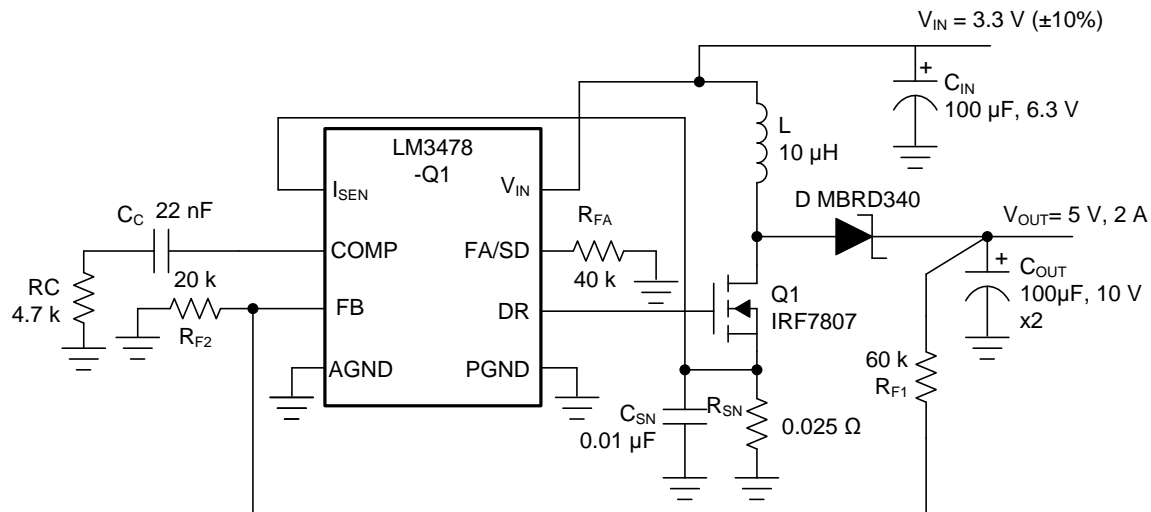 V_IN = 3.3 V (±10%)
+
C_IN
100 µF, 6.3 V
LM3478
-Q1
I_SEN
V_IN
COMP
FA/SD
FB
DR
AGND
PGND
L
10 µH
D MBRD340
V_OUT= 5 V, 2 A
C_C
22 nF
R_FA
40 k
RC
4.7 k
20 k
R_F2
Q1
IRF7807
+
C_OUT
100µF, 10 V
x2
60 k
R_F1
C_SN
0.01 µF
R_SN
0.025 Ω